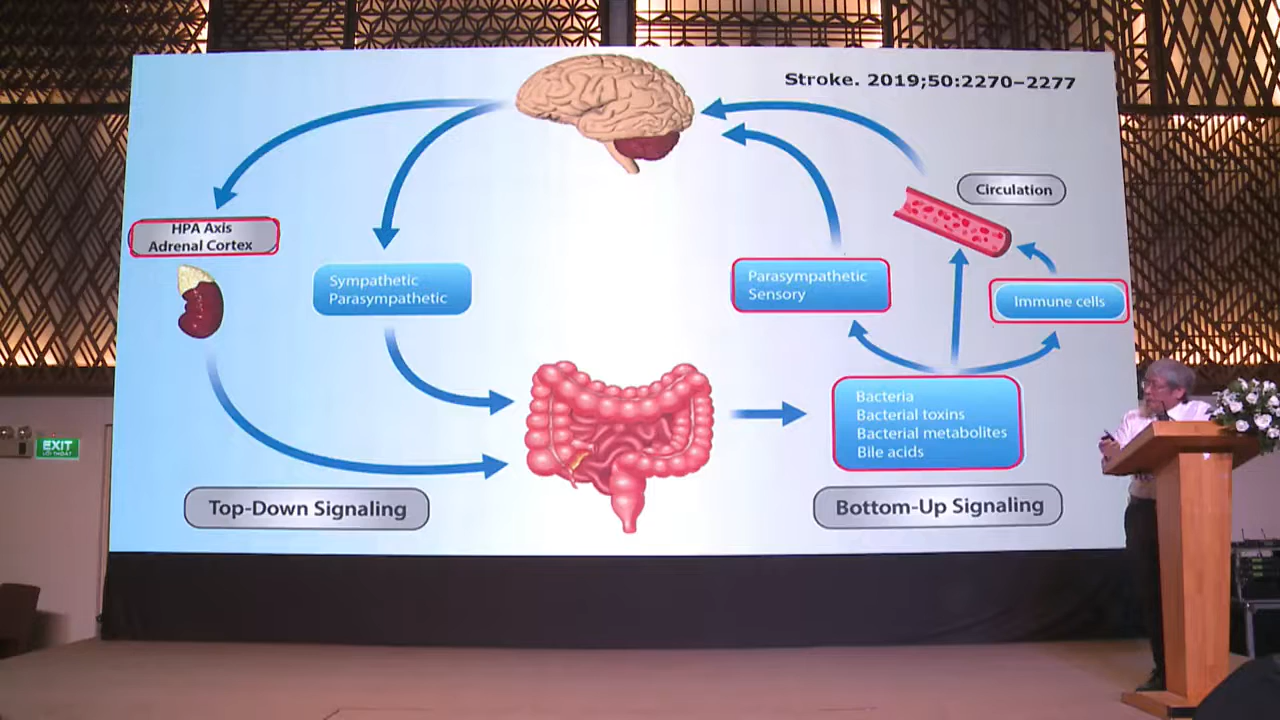 Stroke. 2019;50:2270–2277
Circulation
HPA Axis
Adrenal Cortex
Sympathetic
Parasympathetic
Parasympathetic
Sensory
Immune cells
Bacteria
Bacterial toxins
Bacterial metabolites
Bile acids
Top-Down Signaling
Bottom-Up Signaling
EXIT